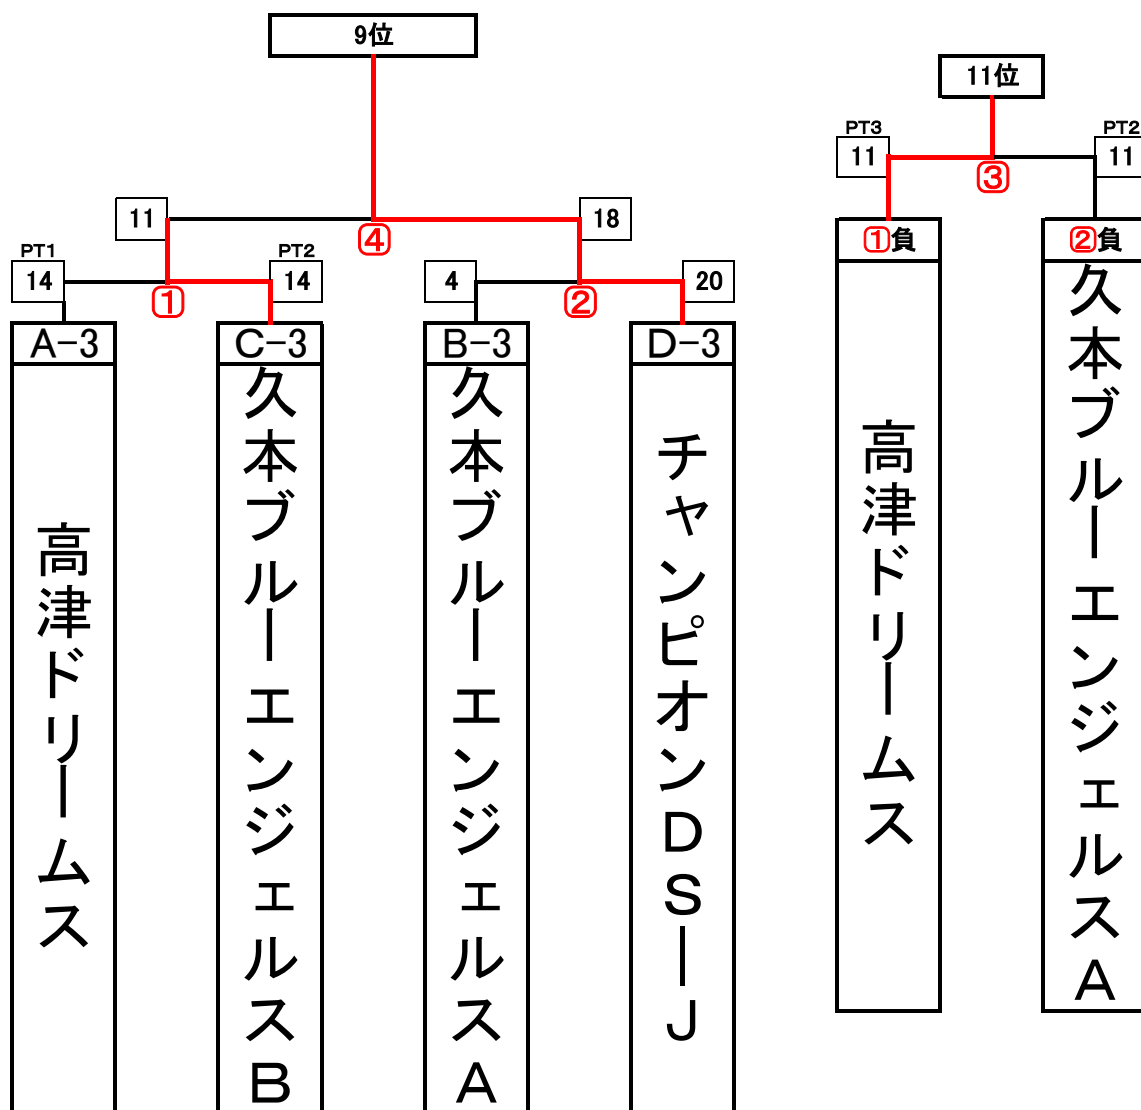 9位
11位
PT3
PT2
11
11
③
11
18
④
①負
②負
PT1
PT2
14
14
4
20
①
②
A-3
C-3
B-3
D-3
高津ドリームス
久本ブルーエンジェルスB
久本ブルーエンジェルスA
チャンピオンDS-J
高津ドリームス
久本ブルーエンジェルスA